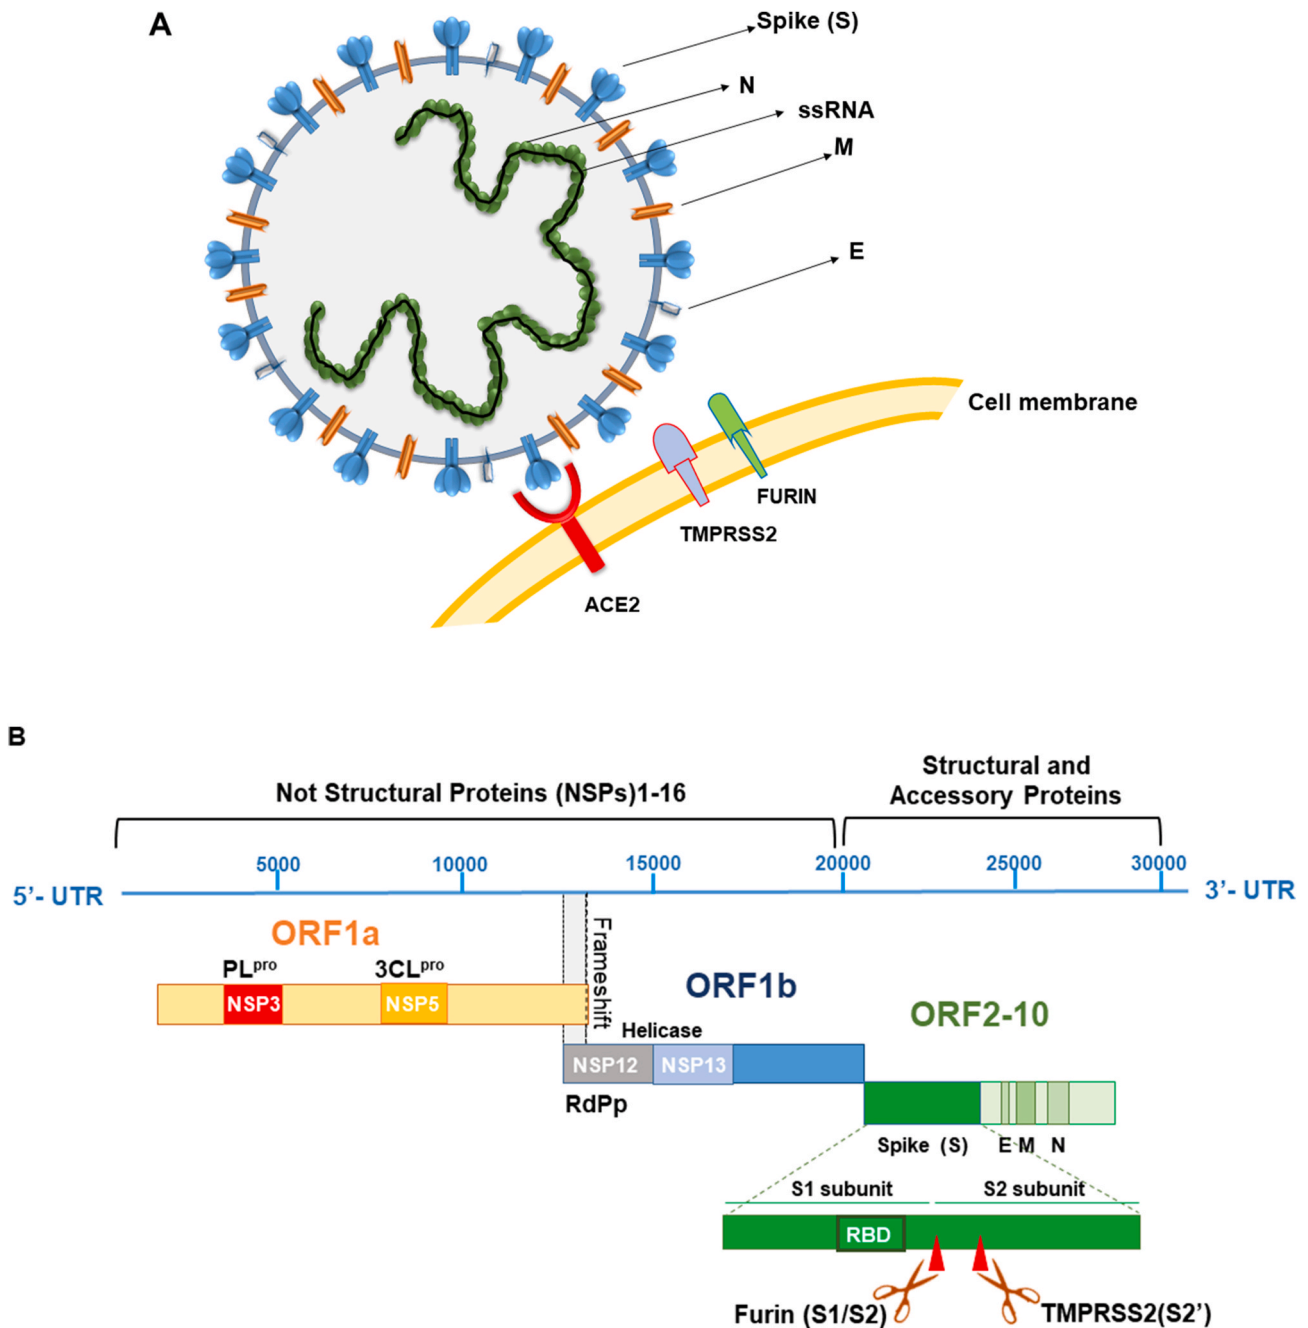 A
Spike (S)
N
ssRNA
M
E
Cell membrane
FURIN
TMPRSS2
ACE2
B
Not Structural Proteins (NSPs)1-16
Structural and
Accessory Proteins
5000
10000
15000
20000
25000
30000
5’- UTR
3’- UTR
ORF1a
Frameshift
PLpro
3CLpro
NSP3
NSP5
ORF1b
ORF2-10
Helicase
NSP12
NSP13
RdPp
Spike (S)
E M N
S1 subunit
S2 subunit
RBD
Furin (S1/S2)
TMPRSS2(S2’)